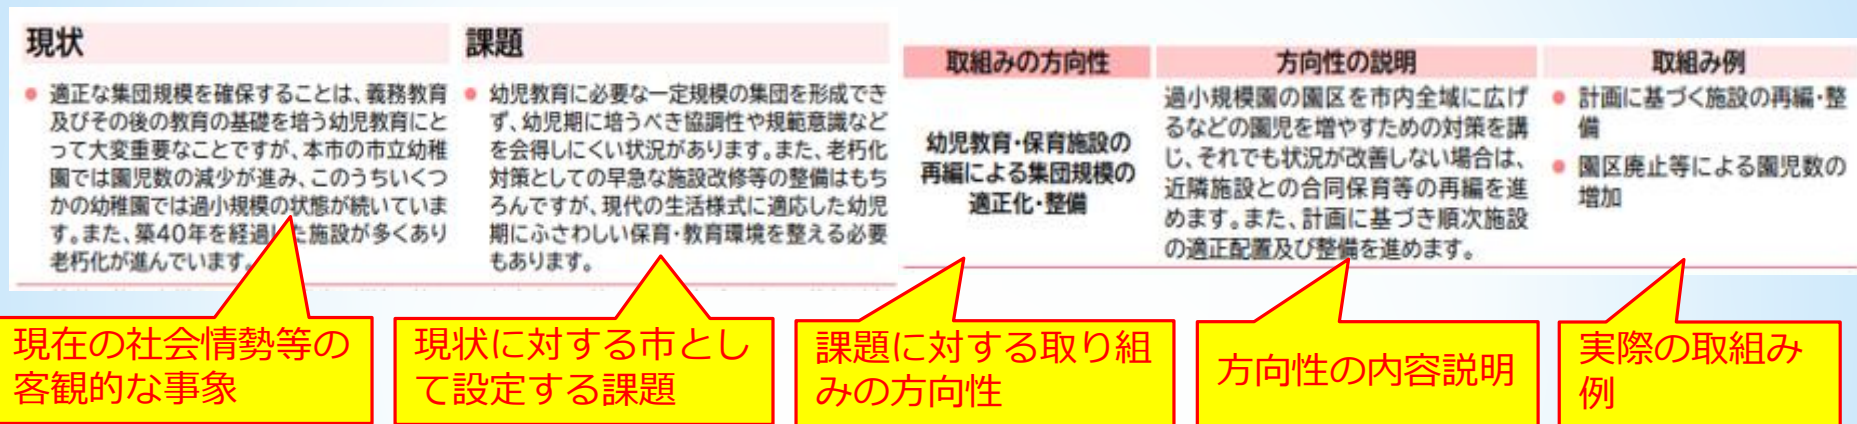 現状
● 適正な集団規模を確保することは、義務教育
及びその後の教育の基礎を培う幼児教育にと
って大変重要なことですが、本市の市立幼稚
園では園児数の減少が進み、このうちいくつ
かの幼稚園では過小規模の状態が続いていま
す。また、築40年を経過した施設が多くあり
老朽化が進んでいます。
課題
● 幼児教育に必要な一定規模の集団を形成でき
ず、幼児期に培うべき協調性や規範意識など
を会得しにくい状況があります。また、老朽化
対策としての早急な施設改修等の整備はもち
ろんですが、現代の生活様式に適応した幼児
期にふさわしい保育・教育環境を整える必要
もあります。
取組みの方向性
幼児教育・保育施設の
再編による集団規模の
適正化・整備
方向性の説明
過小規模園の園区を市内全域に広げ
るなどの園児を増やすための対策を講
じ、それでも状況が改善しない場合は、
近隣施設との合同保育等の再編を進
めます。また、計画に基づき順次施設
の適正配置及び整備を進めます。
取組み例
● 計画に基づく施設の再編・整
備
● 園区廃止等による園児数の
増加
現在の社会情勢等の
客観的な事象
現状に対する市とし
て設定する課題
課題に対する取り組
みの方向性
方向性の内容説明
実際の取組み
例